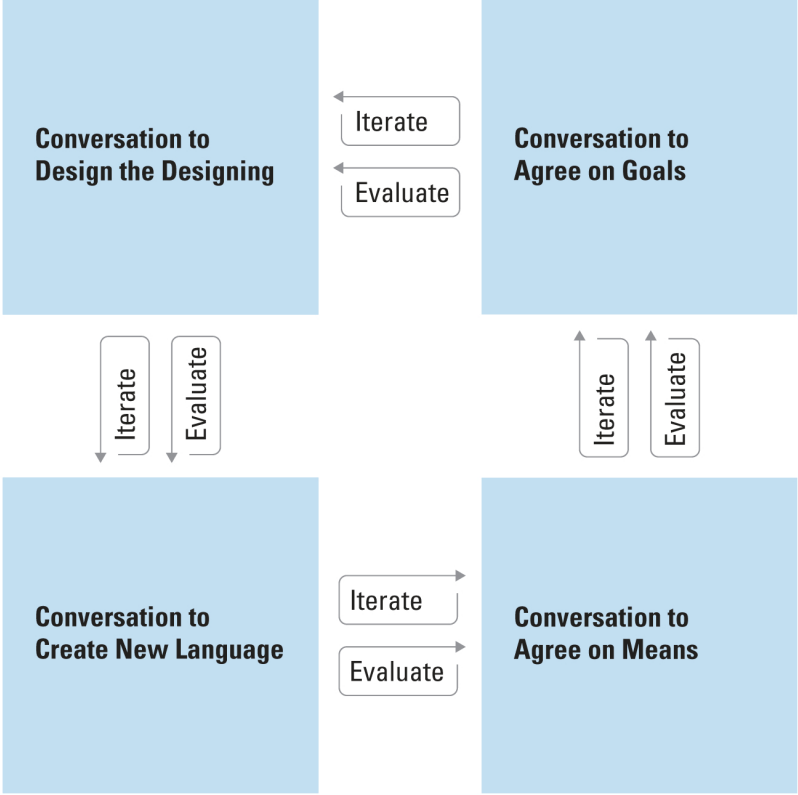 Conversation to
Design the Designing
Iterate
Evaluate
Conversation to
Agree on Goals
Iterate
Evaluate
Iterate
Evaluate
Conversation to
Create New Language
Iterate
Evaluate
Conversation to
Agree on Means